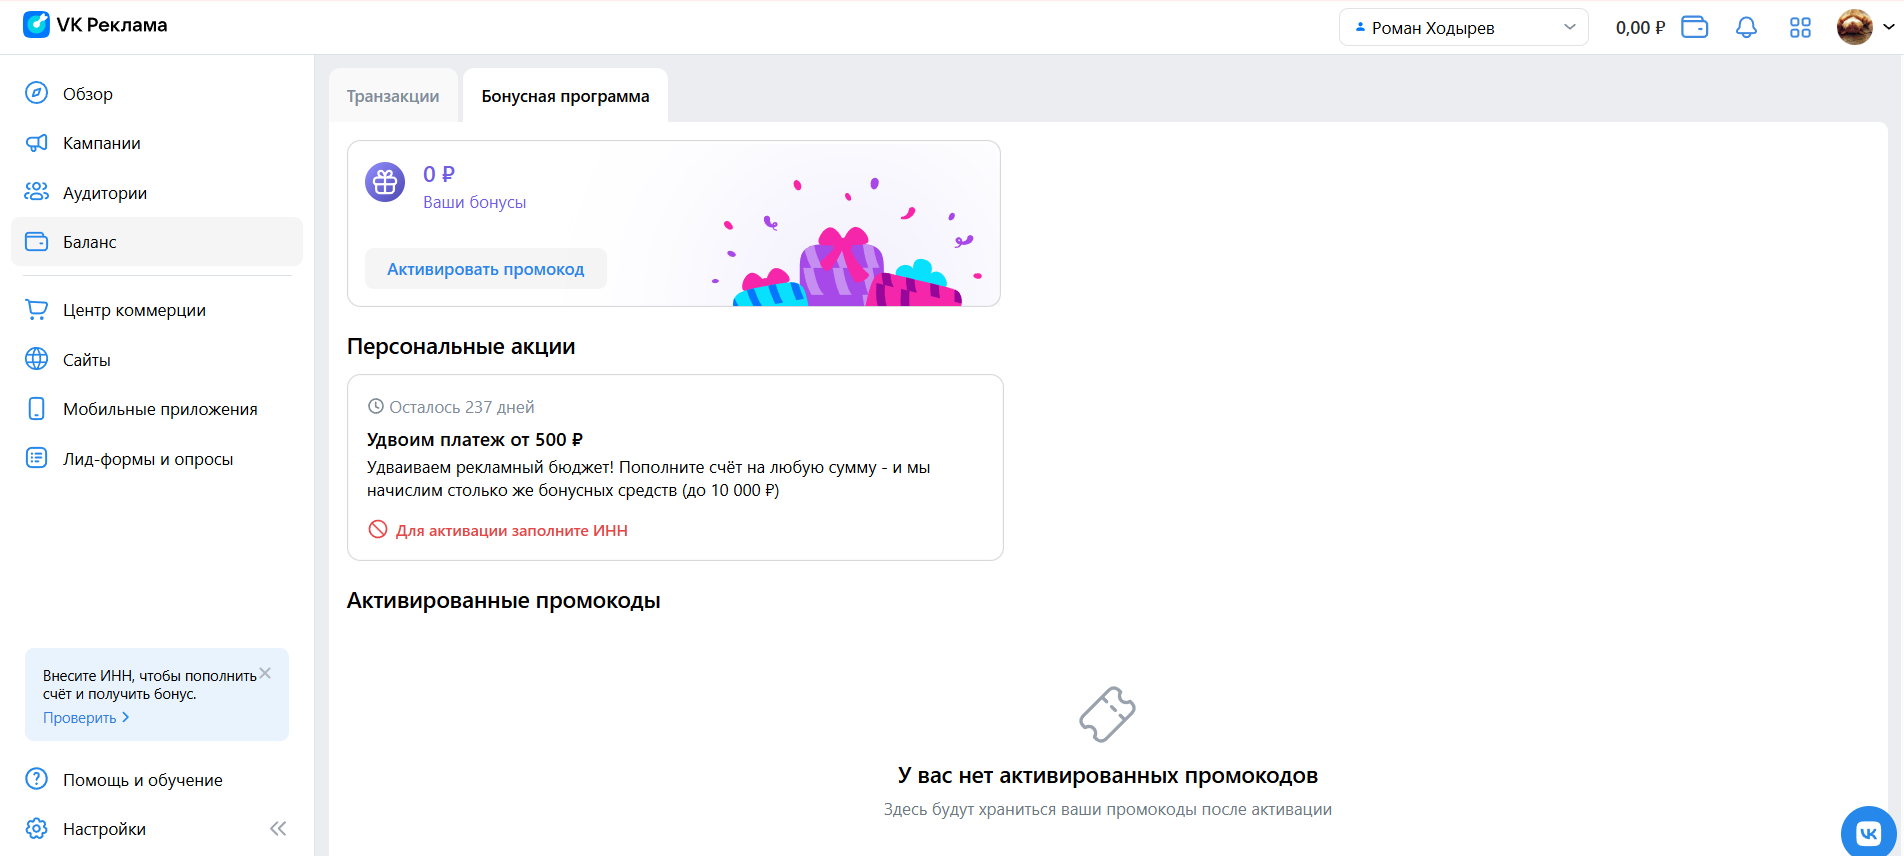 VK Реклама
Роман Ходырев
0,00 ₽
Обзор
Кампании
Аудитории
Баланс
Центр коммерции
Сайты
Мобильные приложения
Лид-формы и опросы
Внесите ИНН, чтобы пополнить
счёт и получить бонус.
Проверить
Помощь и обучение
Настройки
Транзакции
Бонусная программа
0 ₽
Ваши бонусы
Активировать промокод
Персональные акции
Осталось 237 дней
Удвоим платеж от 500 ₽
Удваиваем рекламный бюджет! Пополните счёт на любую сумму - и мы
начислим столько же бонусных средств (до 10 000 ₽)
Для активации заполните ИНН
Активированные промокоды
У вас нет активированных промокодов
Здесь будут храниться ваши промокоды после активации